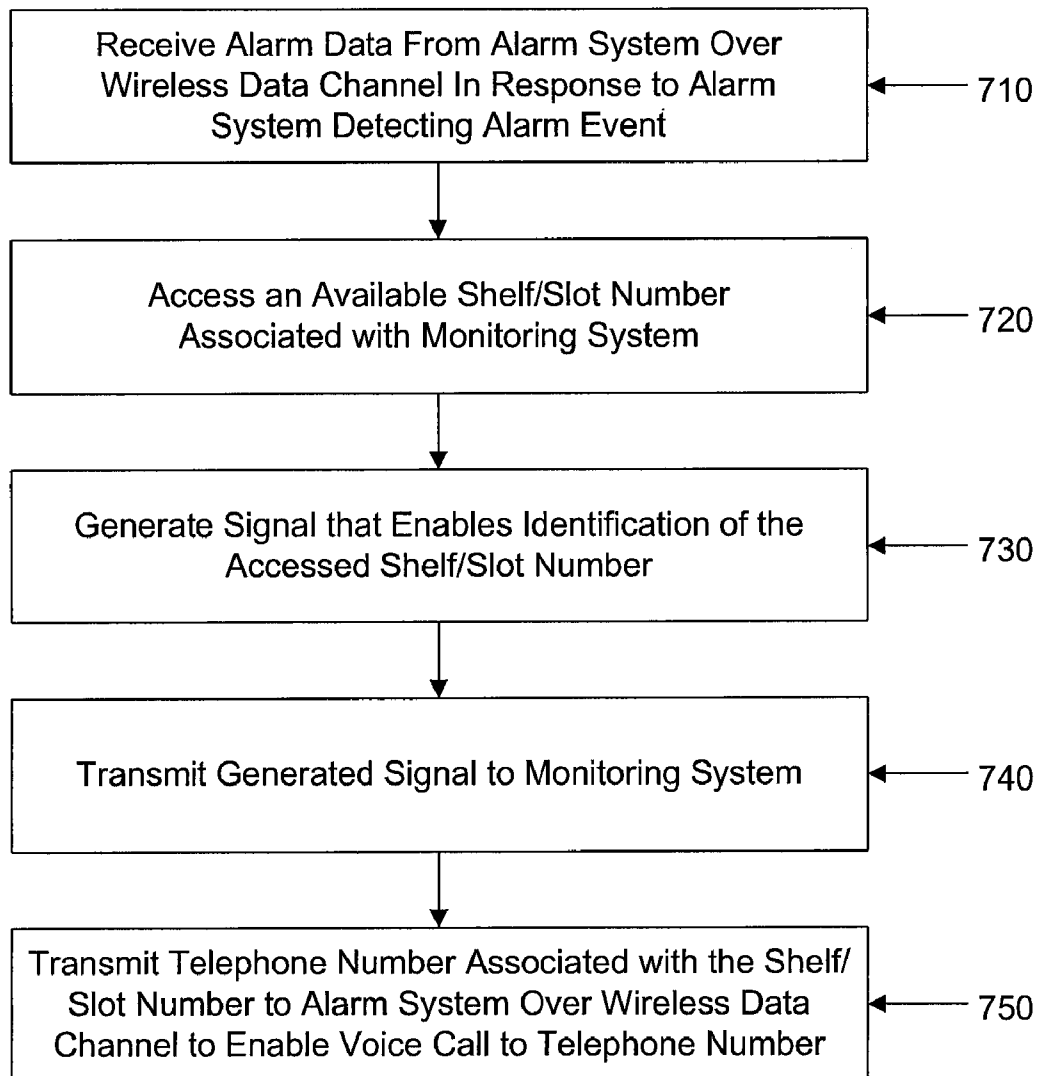 Receive Alarm Data From Alarm System Over
Wireless Data Channel In Response to Alarm
System Detecting Alarm Event
710
Access an Available Shelf/Slot Number
Associated with Monitoring System
720
Generate Signal that Enables Identification of the
Accessed Shelf/Slot Number
730
Transmit Generated Signal to Monitoring System
740
Transmit Telephone Number Associated with the Shelf/
Slot Number to Alarm System Over Wireless Data
Channel to Enable Voice Call to Telephone Number
750